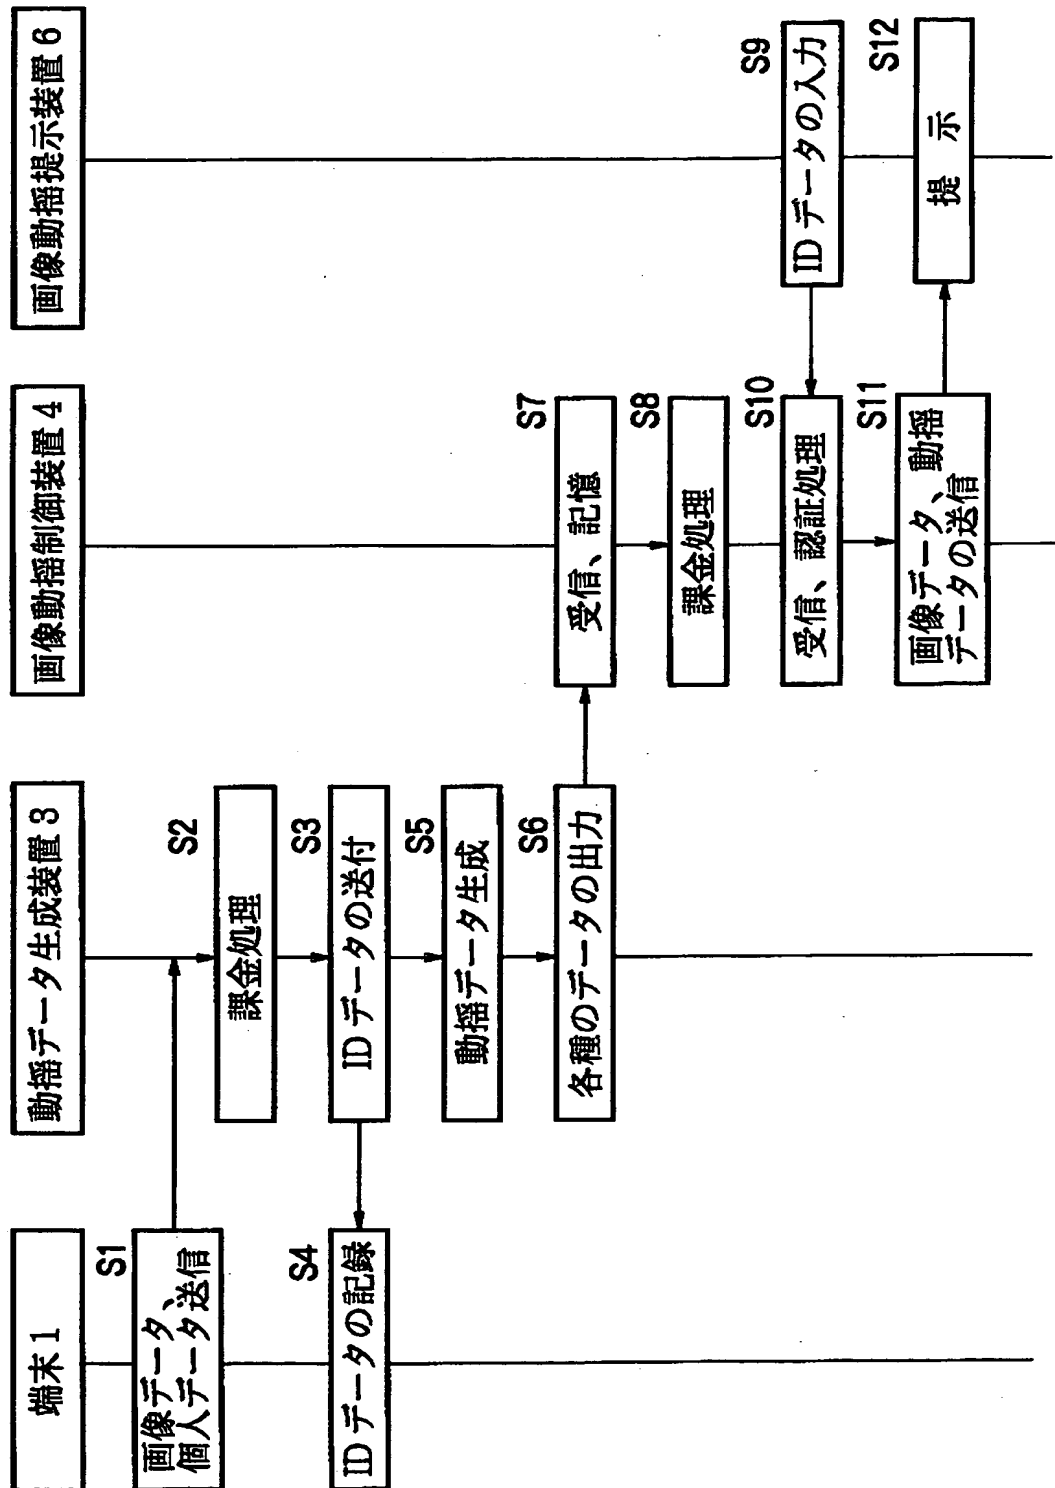 端末1
動揺データ生成装置3
画像動揺制御装置4
画像動揺提示装置6
S1
画像データ、
個人データ送信
S2
課金処理
S3
IDデータの送付
S4
IDデータの記録
S5
動揺データ生成
S6
各種のデータの出力
S7
受信、記憶
S8
課金処理
S9
IDデータの入力
S10
受信、認証処理
S11
画像データ、動揺
データの送信
S12
提 示